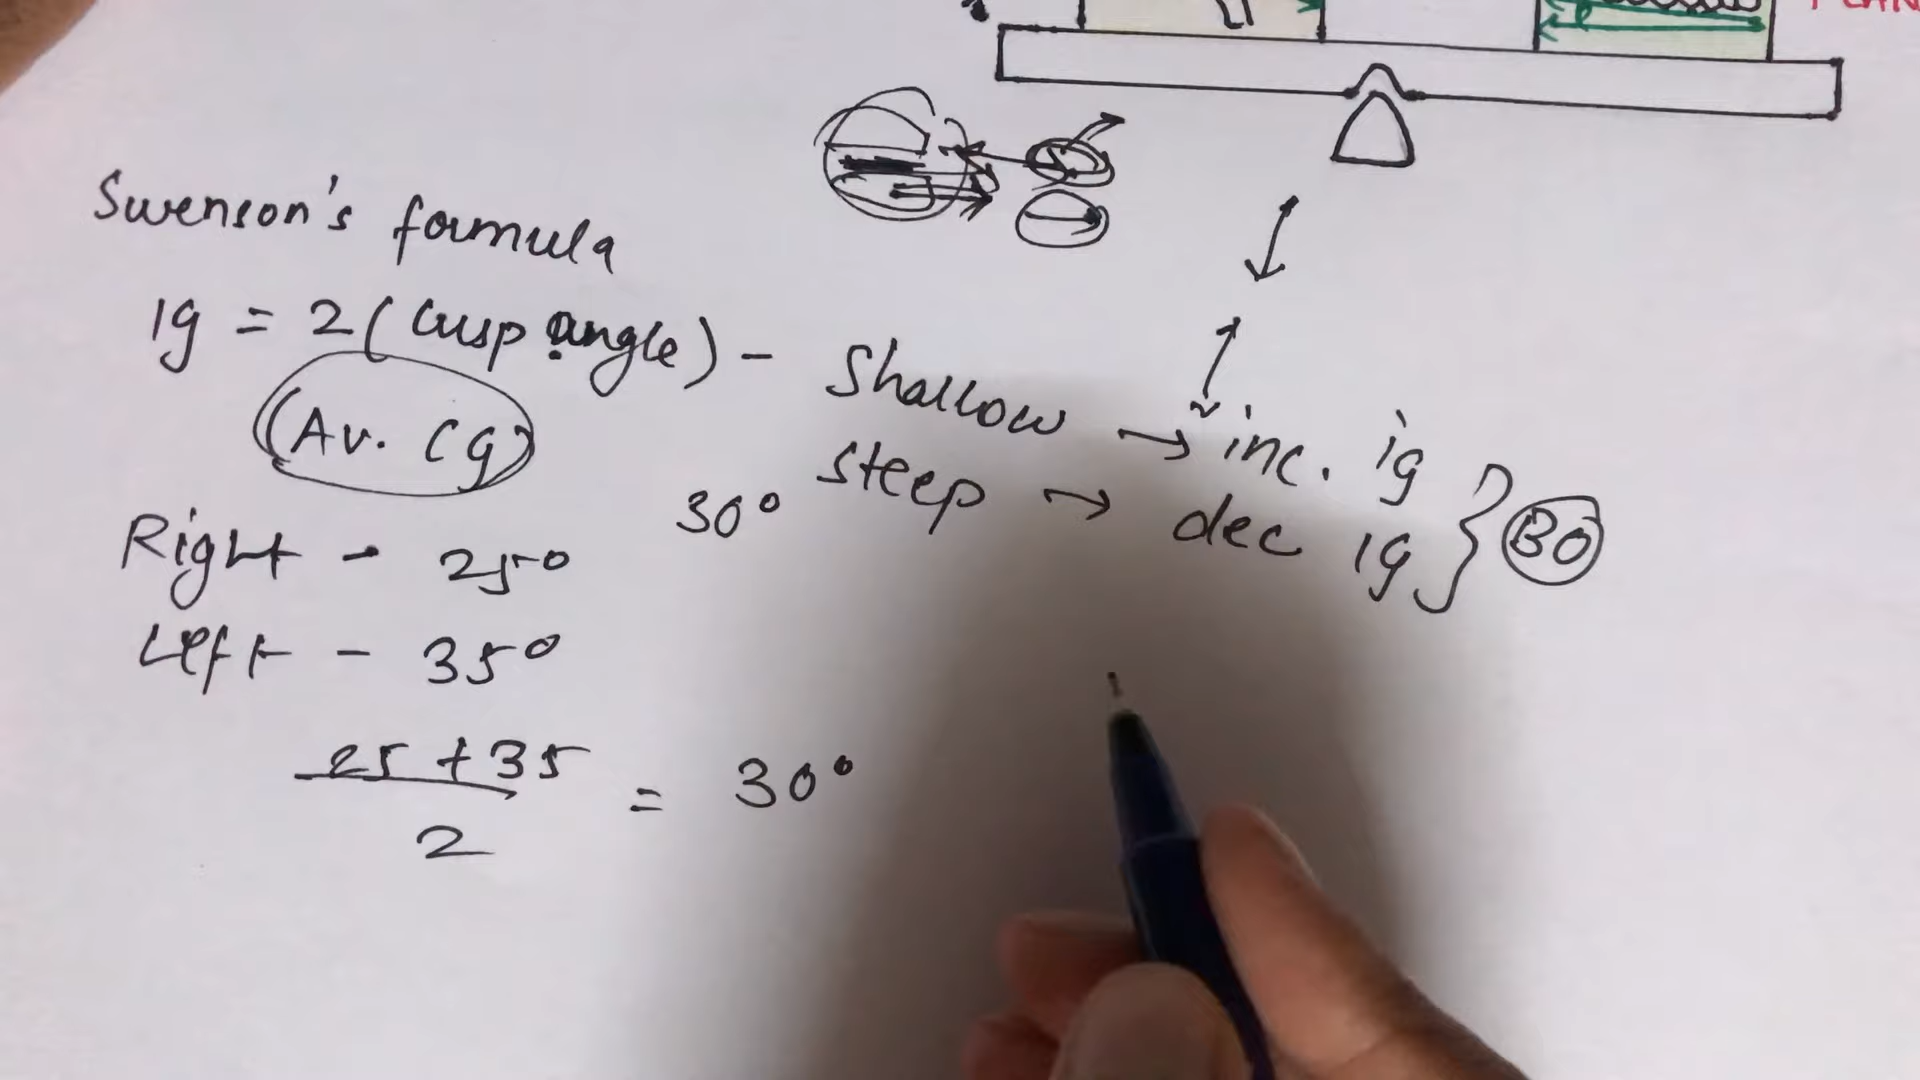 Swenson's formula
ig = 2 (Cusp angle) - Shallow → inc. ig
(Av. Cg)
steep → dec ig
30
30°
Right - 25°
Left - 35°
25 + 35
2
= 30°